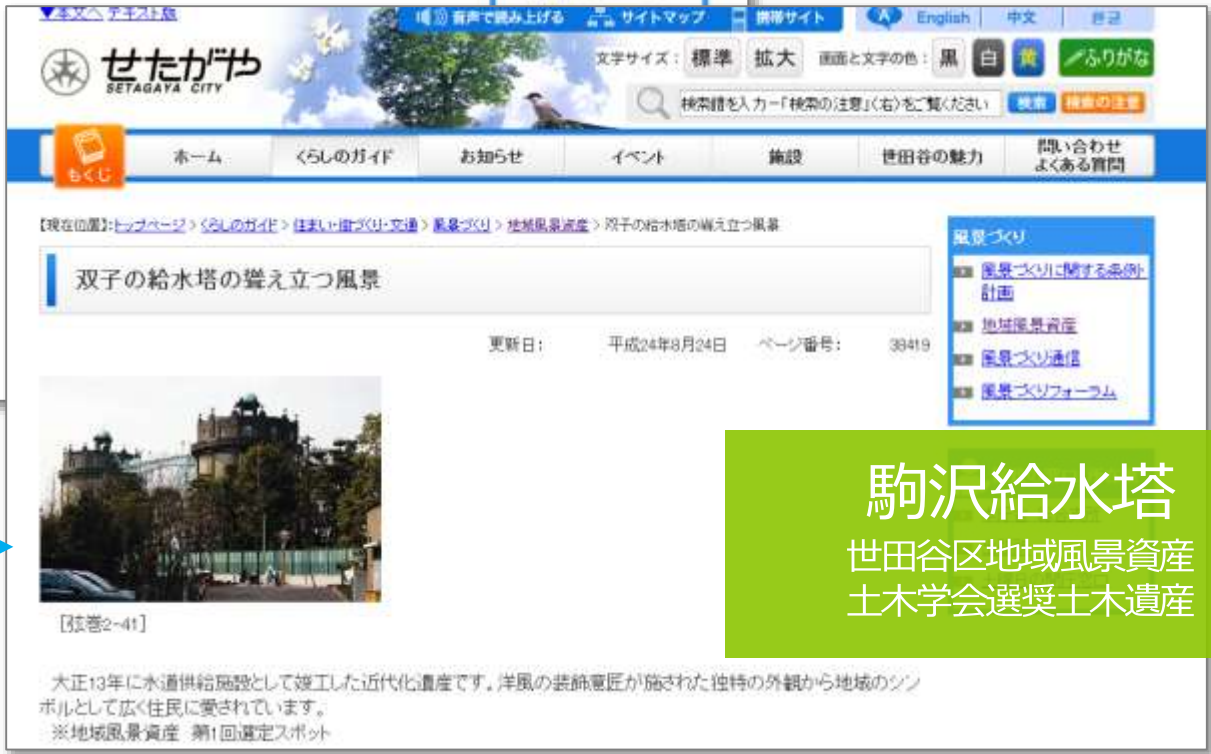 ▼本文へ テキスト版
音声で読み上げる サイトマップ 携帯サイト English 中文 한글
せたがや
SETAGAYA CITY
文字サイズ: 標準 拡大 画面と文字の色: 黒 白 黄 ふりがな
検索語を入力ー「検索の注意」(右)をご覧ください 検索 検索の注意
もくじ
ホーム くらしのガイド お知らせ イベント 施設 世田谷の魅力 問い合わせ
よくある質問
【現在位置】:トップページ > くらしのガイド > 住まい・街づくり・交通 > 風景づくり > 地域風景資産 > 双子の給水塔の聳え立つ風景
双子の給水塔の聳え立つ風景
更新日: 平成24年8月24日 ページ番号: 38419
[弦巻2-41]
大正13年に水道供給施設として竣工した近代化遺産です。洋風の装飾意匠が施された独特の外観から地域のシン
ボルとして広く住民に愛されています。
※地域風景資産 第1回選定スポット
風景づくり
風景づくりに関する条例・
計画
地域風景資産
風景づくり通信
風景づくりフォーラム
駒沢給水塔
世田谷区地域風景資産
土木学会選奨土木遺産